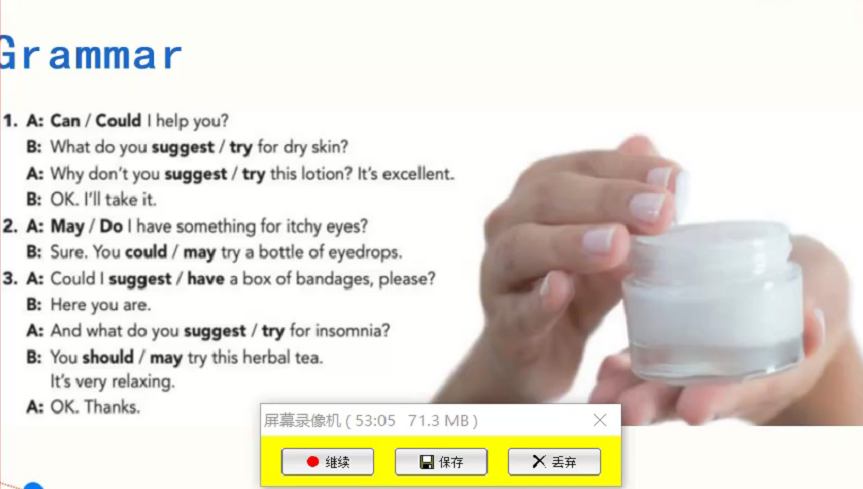 Grammar
1. A: Can / Could I help you?
B: What do you suggest / try for dry skin?
A: Why don't you suggest / try this lotion? It's excellent.
B: OK. I'll take it.
2. A: May / Do I have something for itchy eyes?
B: Sure. You could / may try a bottle of eyedrops.
3. A: Could I suggest / have a box of bandages, please?
B: Here you are.
A: And what do you suggest / try for insomnia?
B: You should / may try this herbal tea.
It's very relaxing.
A: OK. Thanks.
屏幕录像机 ( 53:05 71.3 MB )
继续 保存 丢弃